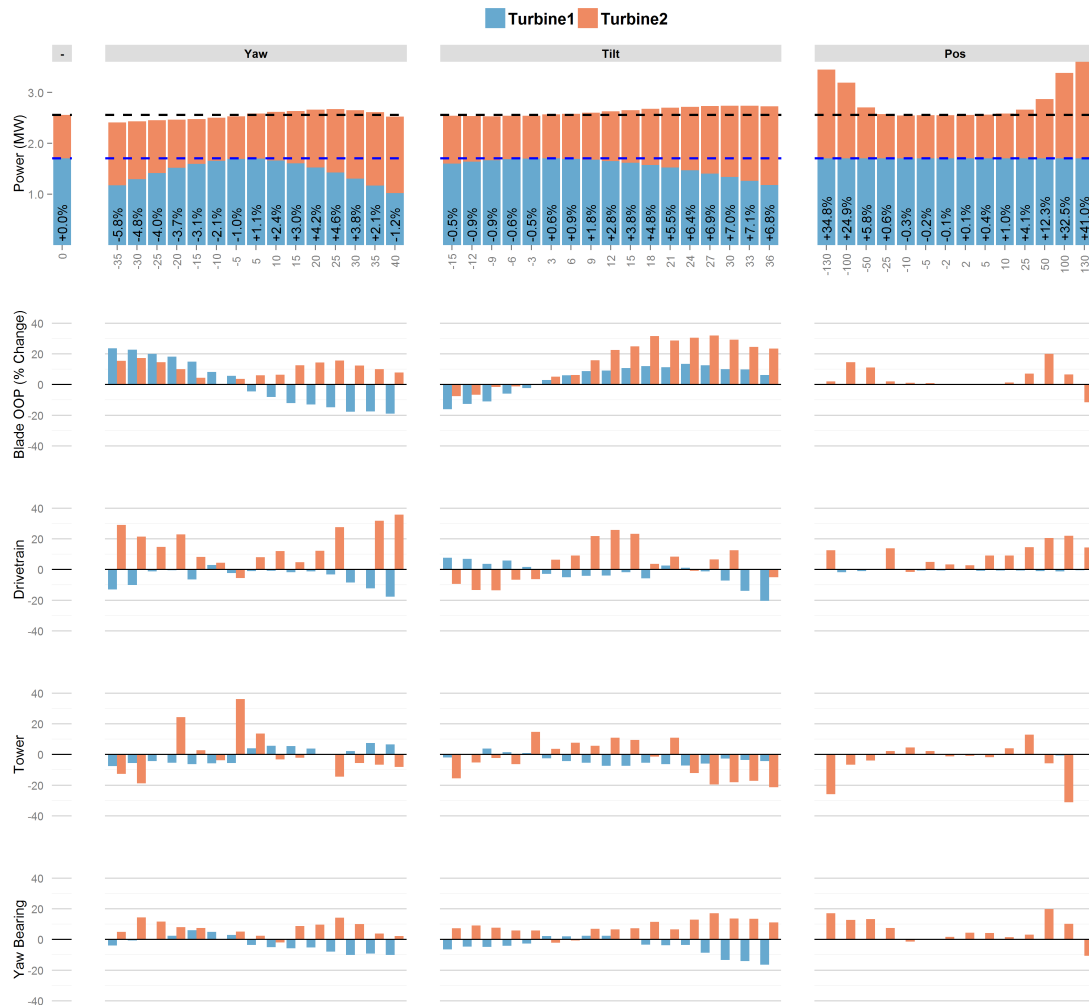 Turbine1 Turbine2
- Yaw Tilt Pos
Power (MW)
3.0
2.0
1.0
+0.0% -5.8% -4.8% -4.0% -3.7% -3.1% -2.1% -1.0% +1.1% +2.4% +3.0% +4.2% +4.6% +3.8% +2.1% -1.2% -0.5% -0.9% -0.9% -0.6% -0.3% +0.6% +0.9% +1.8% +2.8% +3.8% +4.8% +5.5% +6.4% +6.9% +7.0% +7.1% +6.8% +34.8% +24.9% +5.8% +0.6% -0.3% -0.2% -0.1% +0.1% +0.4% +1.0% +4.1% +12.3% +32.5% +41.0%
0 -35 -30 -25 -20 -15 -10 -5 5 10 15 20 25 30 35 40 -15 -12 -9 -6 -3 3 6 9 12 15 18 21 24 27 30 33 36 -130 -100 -50 -25 -10 -5 -2 2 5 10 25 50 100 130
Blade OOP (% Change)
40
20
0
-20
-40
Drivetrain
40
20
0
-20
-40
Tower
40
20
0
-20
-40
Yaw Bearing
40
20
0
-20
-40